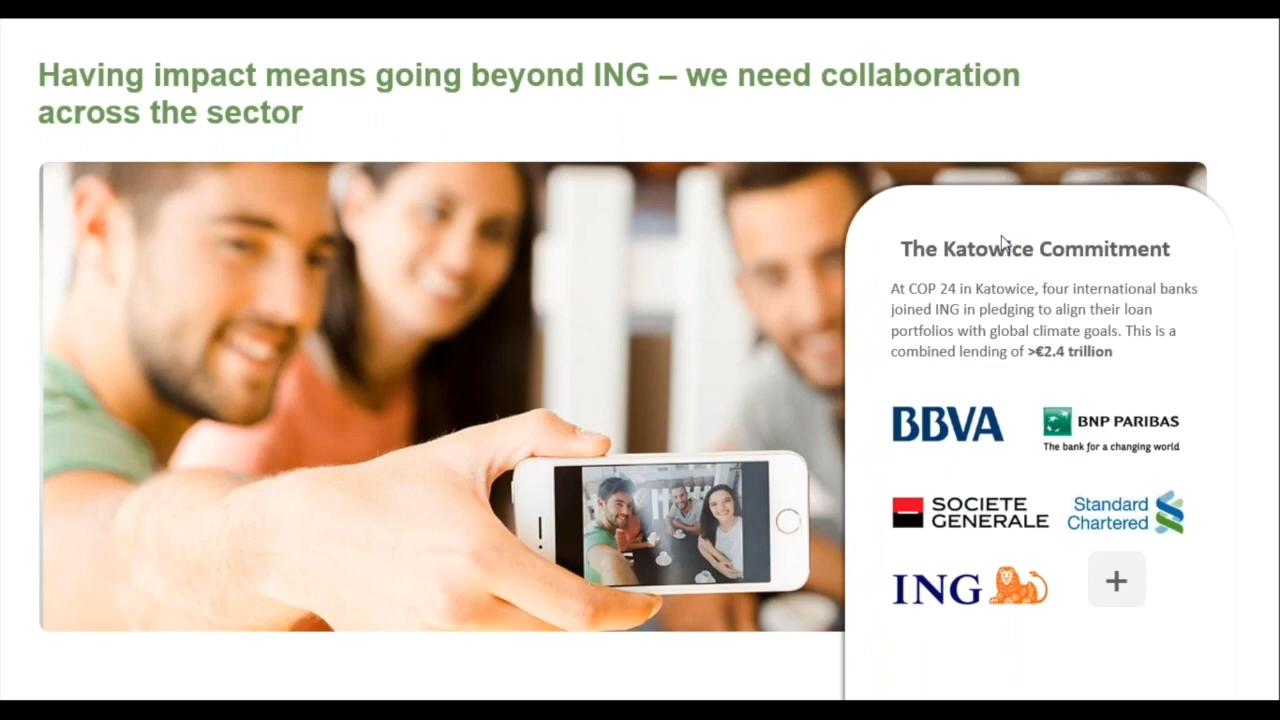 Having impact means going beyond ING – we need collaboration
across the sector
The Katowice Commitment
At COP 24 in Katowice, four international banks
joined ING in pledging to align their loan
portfolios with global climate goals. This is a
combined lending of >€2.4 trillion
BBVA
BNP PARIBAS
The bank for a changing world
SOCIETE
GENERALE
Standard
Chartered
ING
+